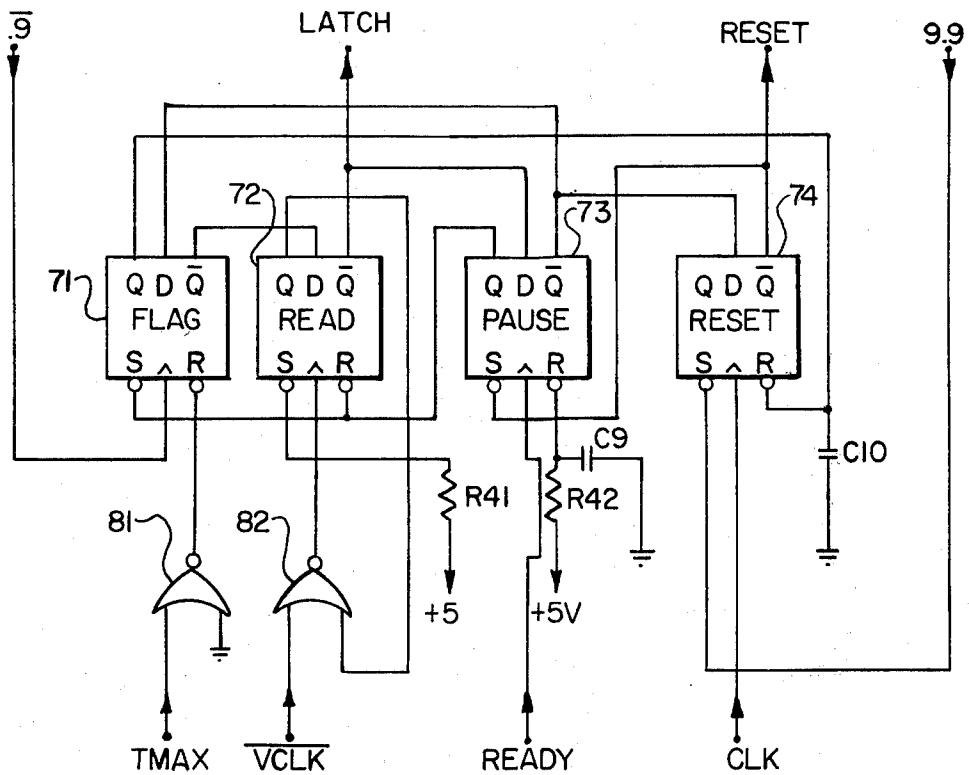 .9̅
LATCH
RESET
9.9
71
72
73
74
Q D Q̅
FLAG
S ^ R
Q D Q̅
READ
S ^ R
Q D Q̅
PAUSE
S ^ R
Q D Q̅
RESET
S ^ R
C9
R41
R42
C10
81
82
+5
+5V
TMAX
V̅C̅L̅K̅
READY
CLK